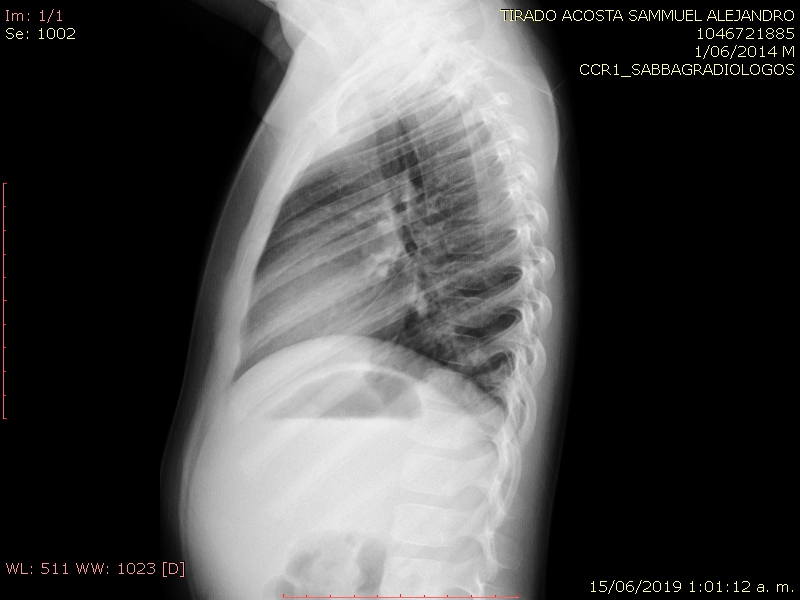 Im: 1/1
Se: 1002
TIRADO ACOSTA SAMMUEL ALEJANDRO
1046721885
1/06/2014 M
CCR1_SABBAGRADIOLOGOS
WL: 511 WW: 1023 [D]
15/06/2019 1:01:12 a. m.